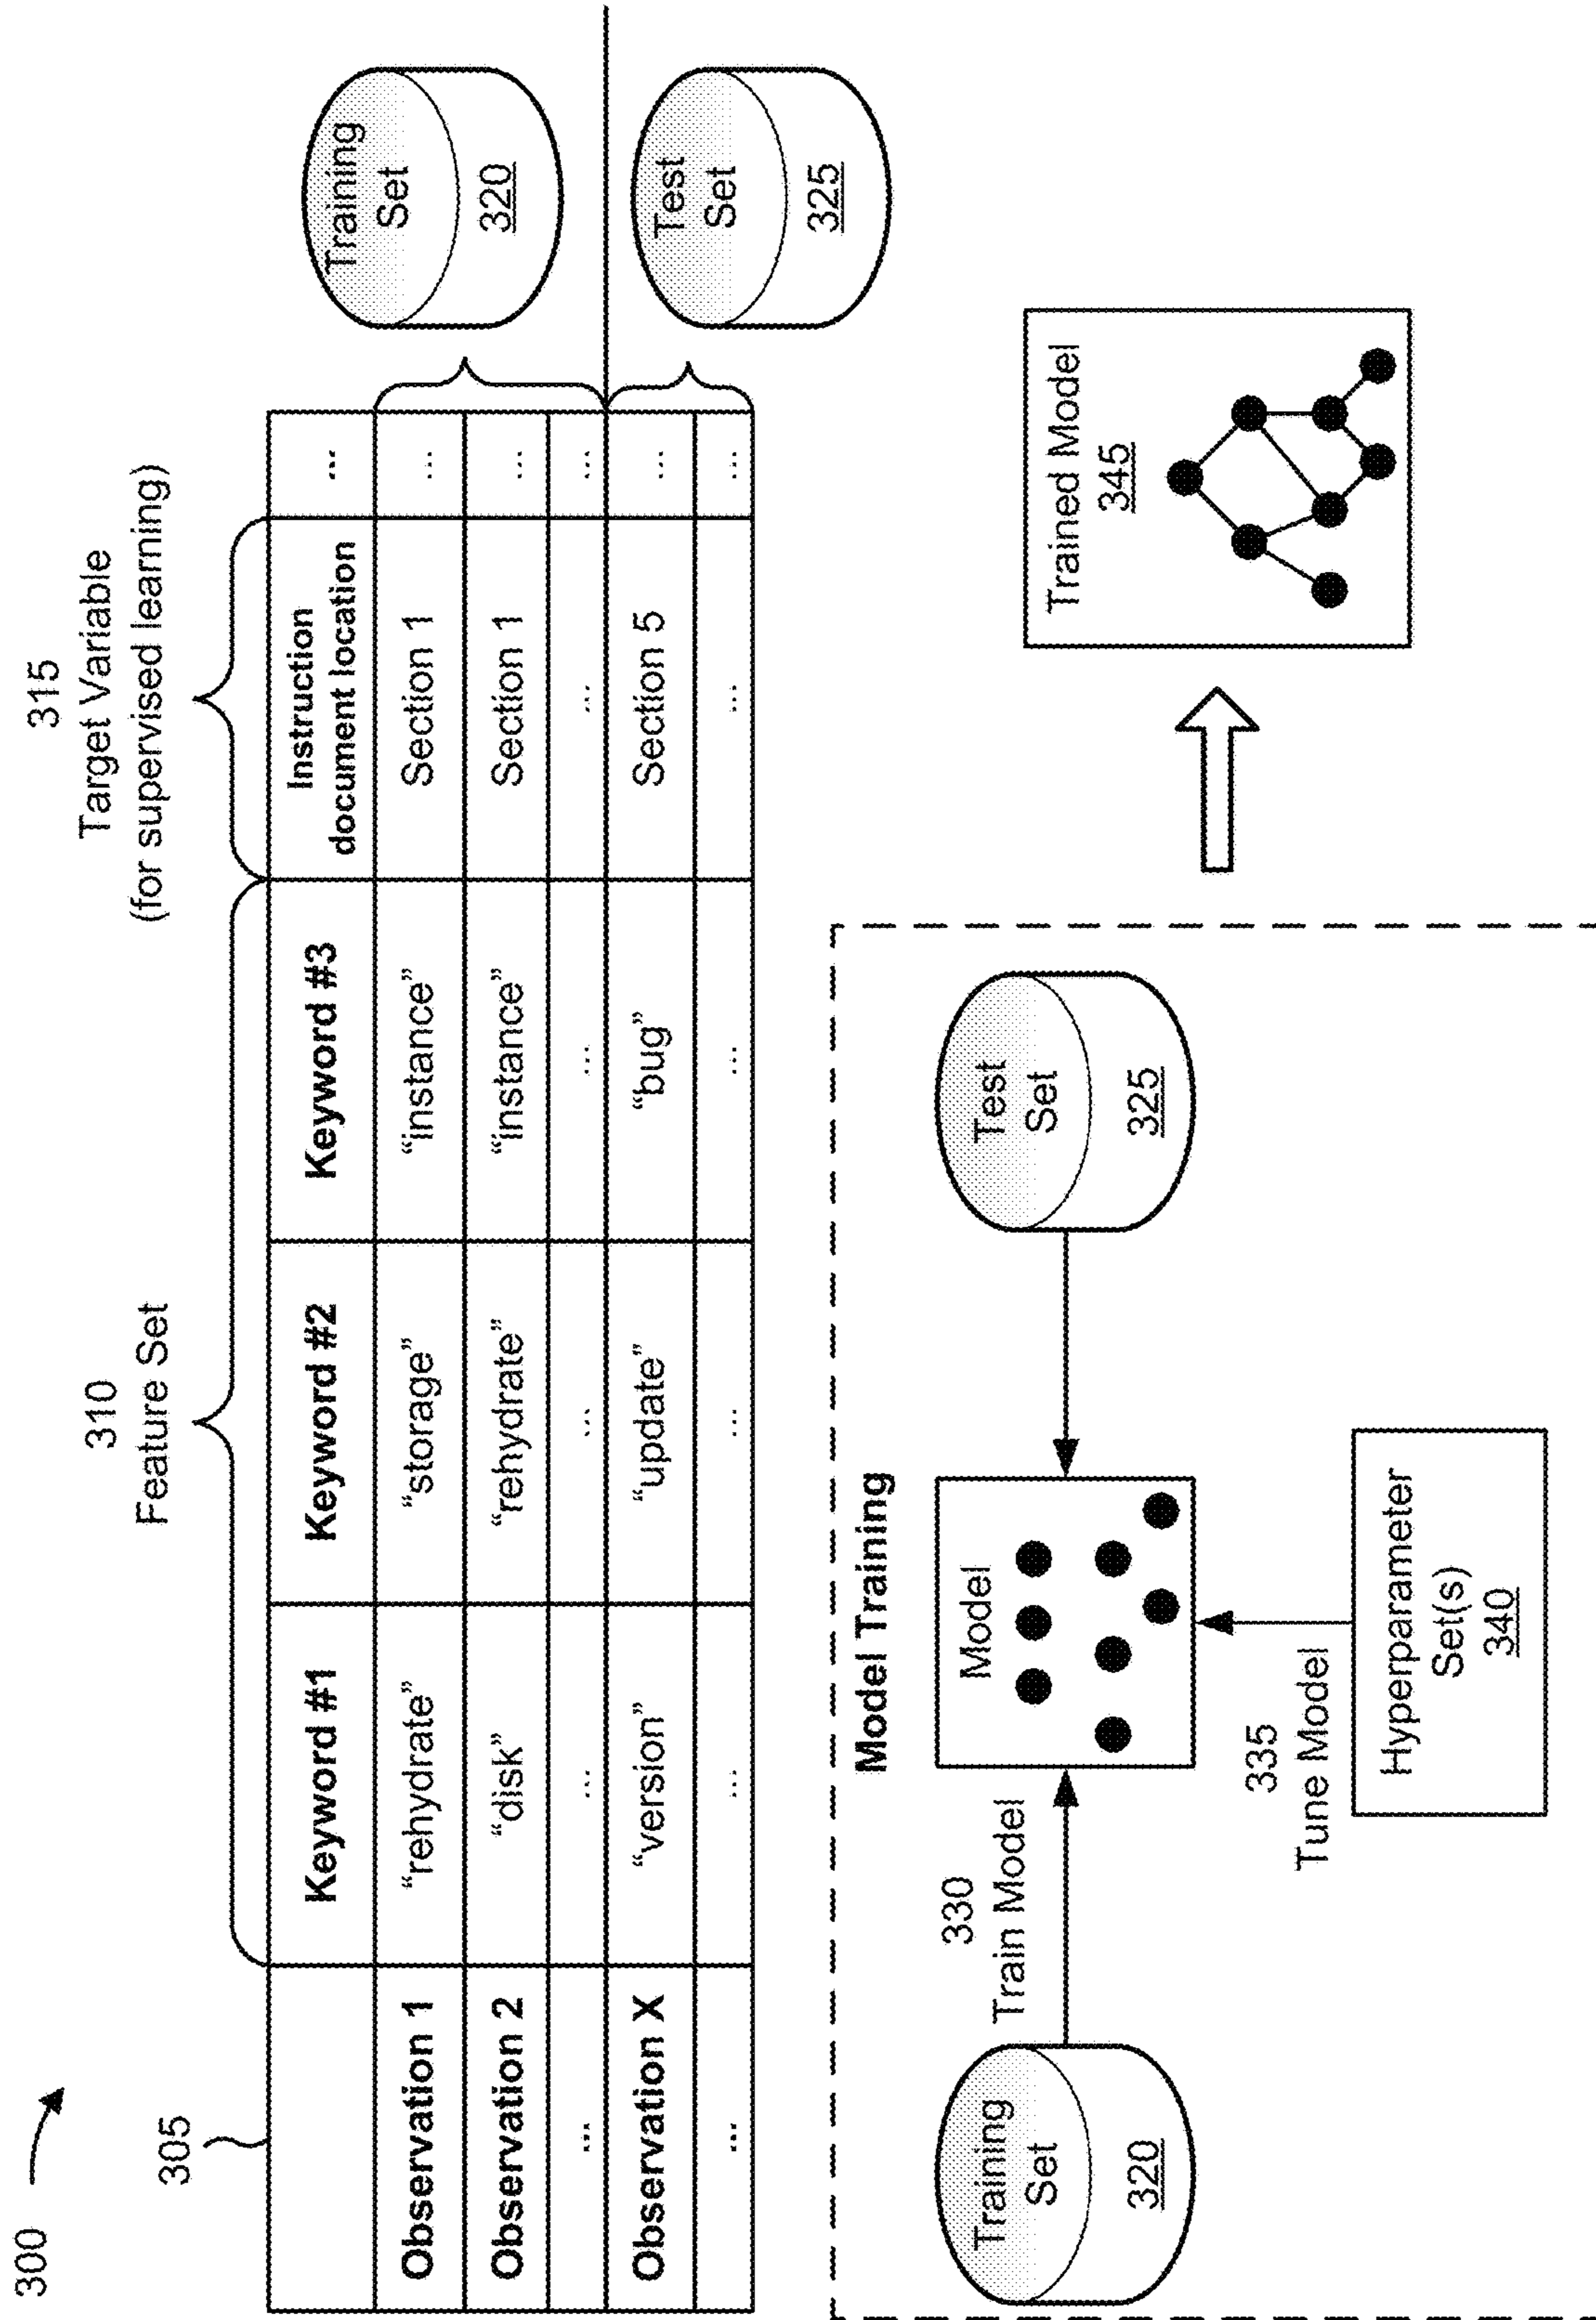 300
305
310
Feature Set
315
Target Variable
(for supervised learning)
Keyword #1 Keyword #2 Keyword #3 Instruction document location ...
Observation 1 “rehydrate” “storage” “instance” Section 1 ...
Observation 2 “disk” “rehydrate” “instance” Section 1 ...
... ... ... ... ... ...
Observation X “version” “update” “bug” Section 5 ...
... ... ... ... ... ...
Training
Set
320
Test
Set
325
Model Training
Training
Set
320
330
Train Model
Model
Test
Set
325
335
Tune Model
Hyperparameter
Set(s)
340
Trained Model
345